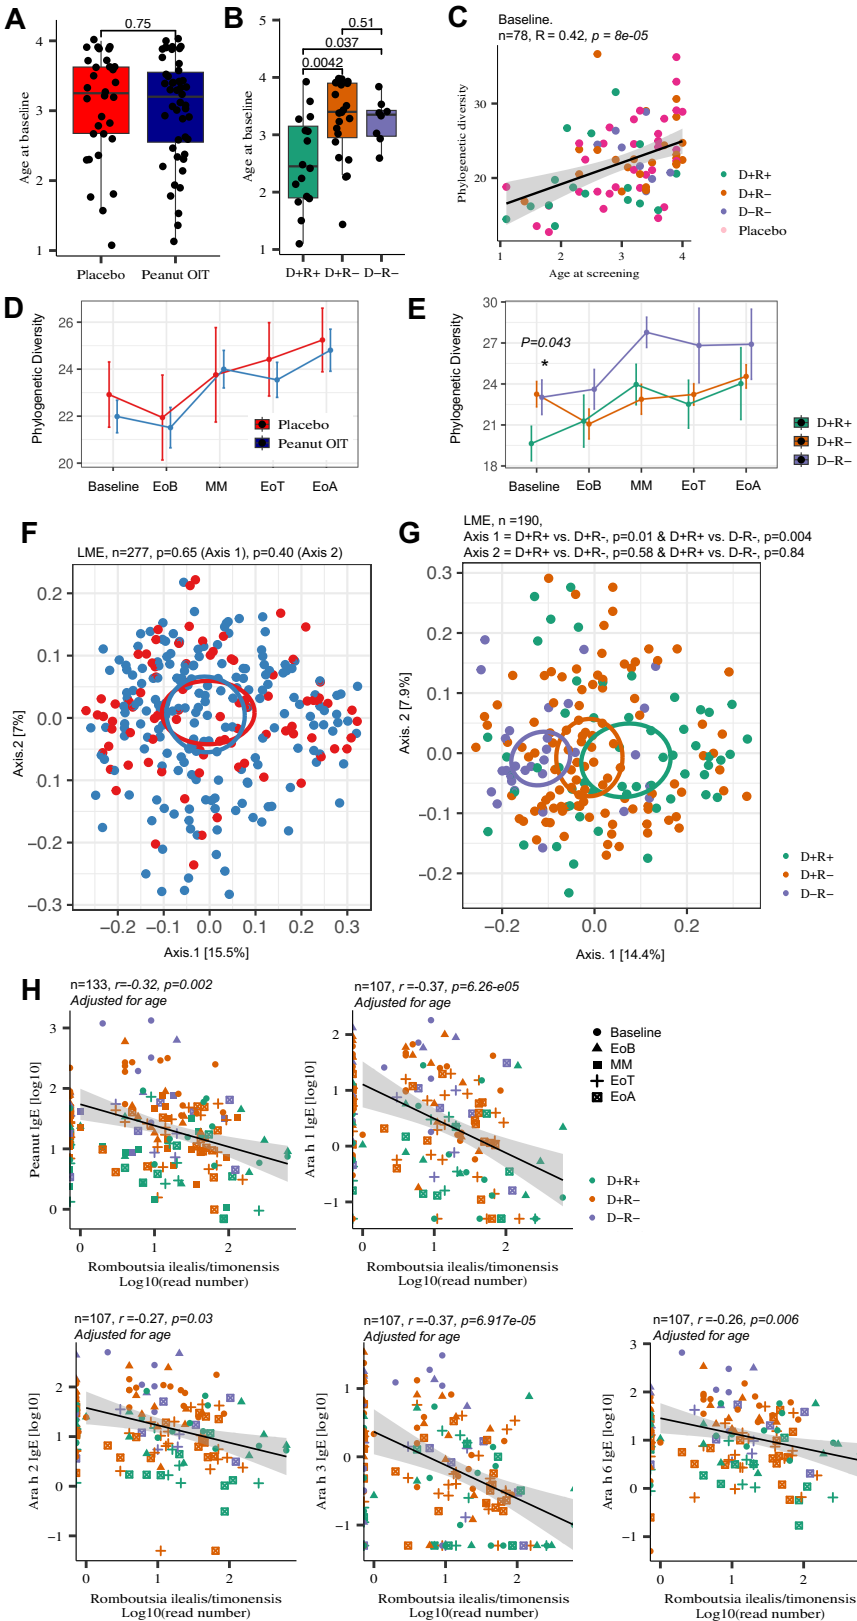 A
0.75
Age at baseline
4
3
2
1
Placebo
Peanut OIT
B
0.51
0.037
0.0042
Age at baseline
5
4
3
2
1
D+R+
D+R−
D−R−
C
Baseline.
n=78, R = 0.42, p = 8e-05
Phylogenetic diversity
30
20
1
2
3
4
Age at screening
D+R+
D+R−
D−R−
Placebo
D
Phylogenetic Diversity
26
24
22
20
Placebo
Peanut OIT
Baseline
EoB
MM
EoT
EoA
E
Phylogenetic Diversity
30
27
24
21
18
P=0.043
*
Baseline
EoB
MM
EoT
EoA
D+R+
D+R−
D−R−
F
LME, n=277, p=0.65 (Axis 1), p=0.40 (Axis 2)
Axis.2 [7%]
0.2
0.1
0.0
−0.1
−0.2
−0.3
−0.2
−0.1
0.0
0.1
0.2
0.3
Axis.1 [15.5%]
G
LME, n =190,
Axis 1 = D+R+ vs. D+R-, p=0.01 & D+R+ vs. D-R-, p=0.004
Axis 2 = D+R+ vs. D+R-, p=0.58 & D+R+ vs. D-R-, p=0.84
Axis. 2 [7.9%]
0.3
0.2
0.1
0.0
−0.1
−0.2
−0.2
0.0
0.2
Axis. 1 [14.4%]
D+R+
D+R−
D−R−
H
n=133, r=-0.32, p=0.002
Adjusted for age
Peanut IgE [log10]
3
2
1
0
0
1
2
Romboutsia ilealis/timonensis
Log10(read number)
n=107, r =-0.37, p=6.26e-05
Adjusted for age
Ara h 1 IgE [log10]
2
1
0
−1
0
1
2
Romboutsia ilealis/timonensis
Log10(read number)
Baseline
EoB
MM
EoT
EoA
D+R+
D+R−
D−R−
n=107, r =-0.27, p=0.03
Adjusted for age
Ara h 2 IgE [log10]
2
1
0
−1
0
1
2
Romboutsia ilealis/timonensis
Log10(read number)
n=107, r =-0.37, p=6.917e-05
Adjusted for age
Ara h 3 IgE [log10]
1
0
−1
0
1
2
Romboutsia ilealis/timonensis
Log10(read number)
n=107, r =-0.26, p=0.006
Adjusted for age
Ara h 6 IgE [log10]
3
2
1
0
−1
0
1
2
Romboutsia ilealis/timonensis
Log10(read number)